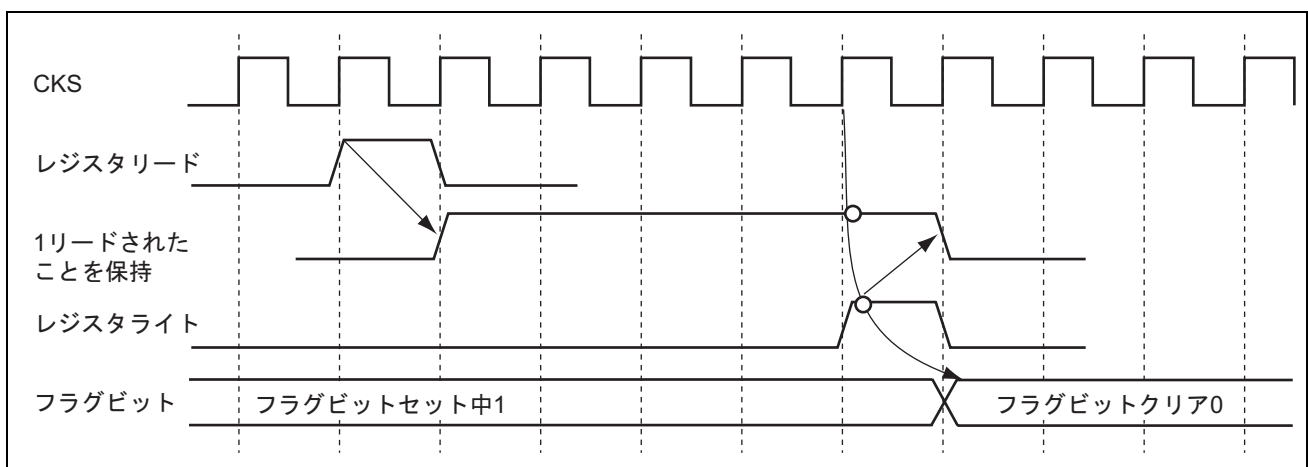 CKS
レジスタリード
1リードされた
ことを保持
レジスタライト
フラグビット
フラグビットセット中1
フラグビットクリア0